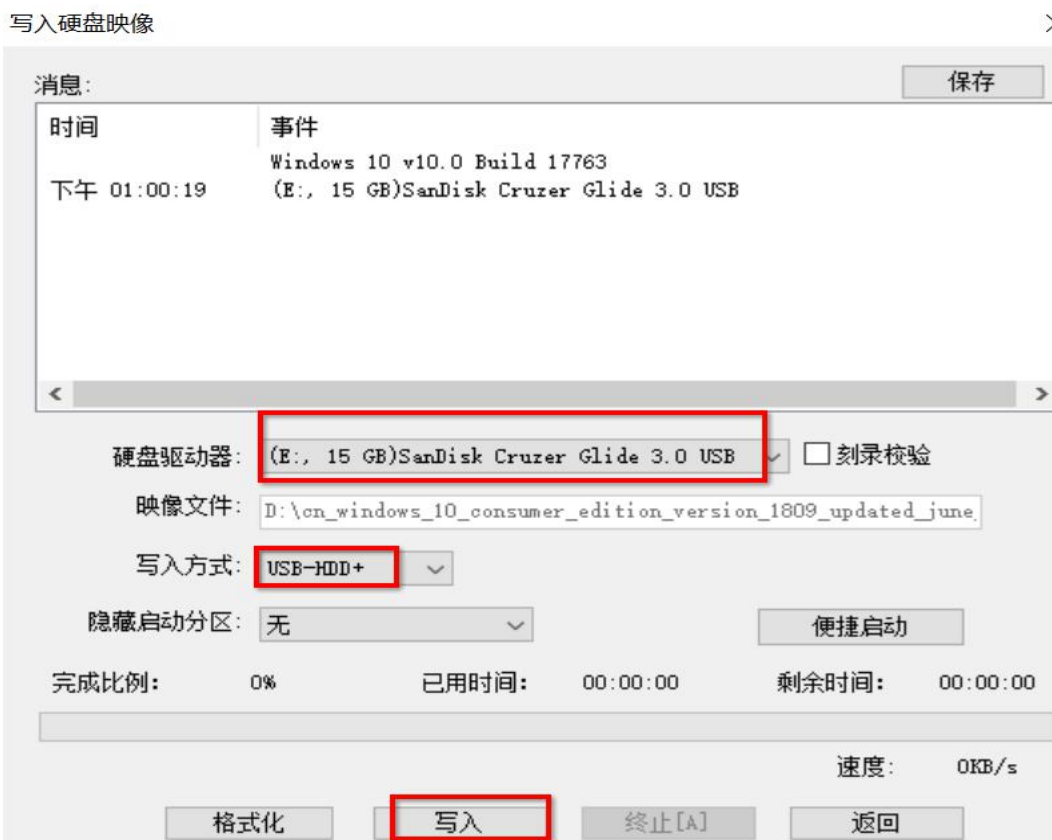 写入硬盘映像
消息:
保存
时间 事件
Windows 10 v10.0 Build 17763
下午 01:00:19 (E:, 15 GB)SanDisk Cruzer Glide 3.0 USB
硬盘驱动器: (E:, 15 GB)SanDisk Cruzer Glide 3.0 USB 刻录校验
映像文件: D:\cn_windows_10_consumer_edition_version_1809_updated_june_
写入方式: USB-HDD+
隐藏启动分区: 无 便捷启动
完成比例: 0% 已用时间: 00:00:00 剩余时间: 00:00:00
速度: 0KB/s
格式化 写入 终止[A] 返回